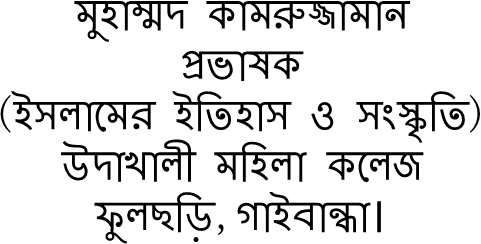 মুহাম্মদ কামরুজ্জামান
প্রভাষক
(ইসলামের ইতিহাস ও সংস্কৃতি)
উদাখালী মহিলা কলেজ
ফুলছড়ি, গাইবান্ধা।